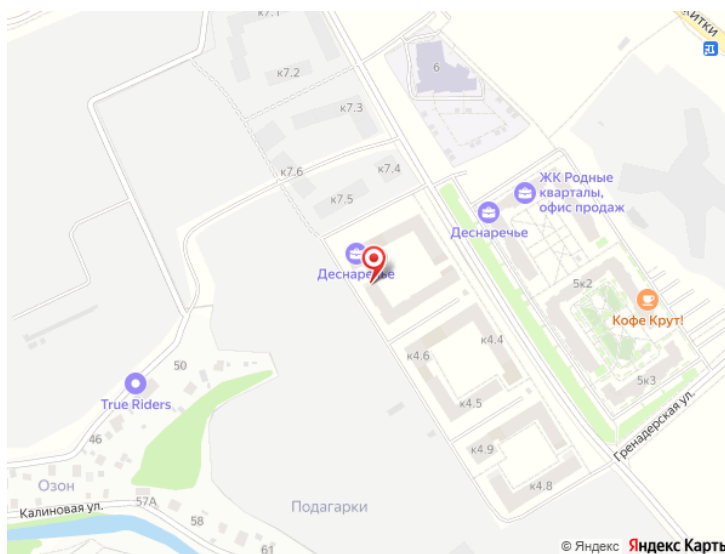 китки
6
к7.2
к7.3
к7.6
к7.4
к7.5
ЖК Родные
кварталы,
офис продаж
Деснаречье
Деснаречье
5к2
Кофе Крут!
к4.4
к4.6
50
5к3
True Riders
к4.5
Гренадерская ул.
46
к4.9
Озон
к4.8
57А
Подагарки
Калиновая ул.
58
61
© Яндекс Яндекс Карты